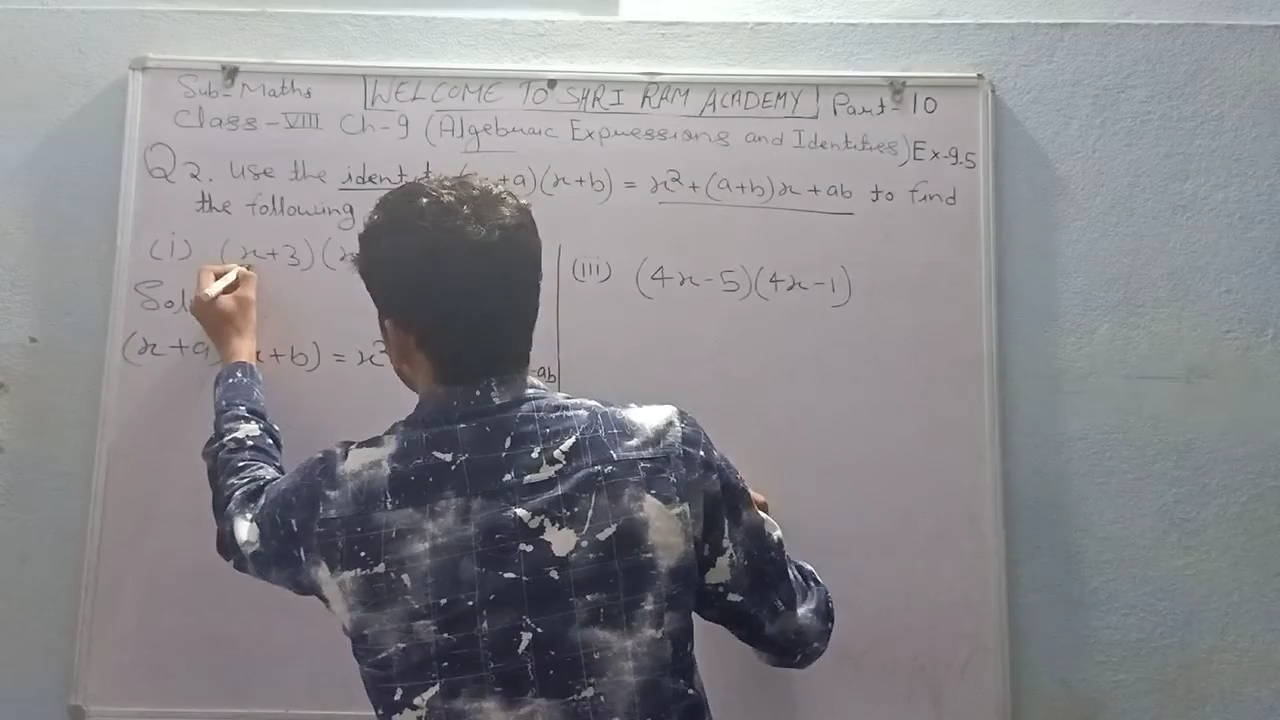 Sub-Maths WELCOME TO SHRI RAM ACADEMY Part-10
Class-VIII Ch-9 (Algebraic Expressions and Identities) Ex-9.5
Q2. Use the +a)(x+b) = x²+(a+b)x+ab to find
the following
(i) (x+3)(x
(iii) (4x-5)(4x-1)
Sol
(x+a) x+b) = x²
ab